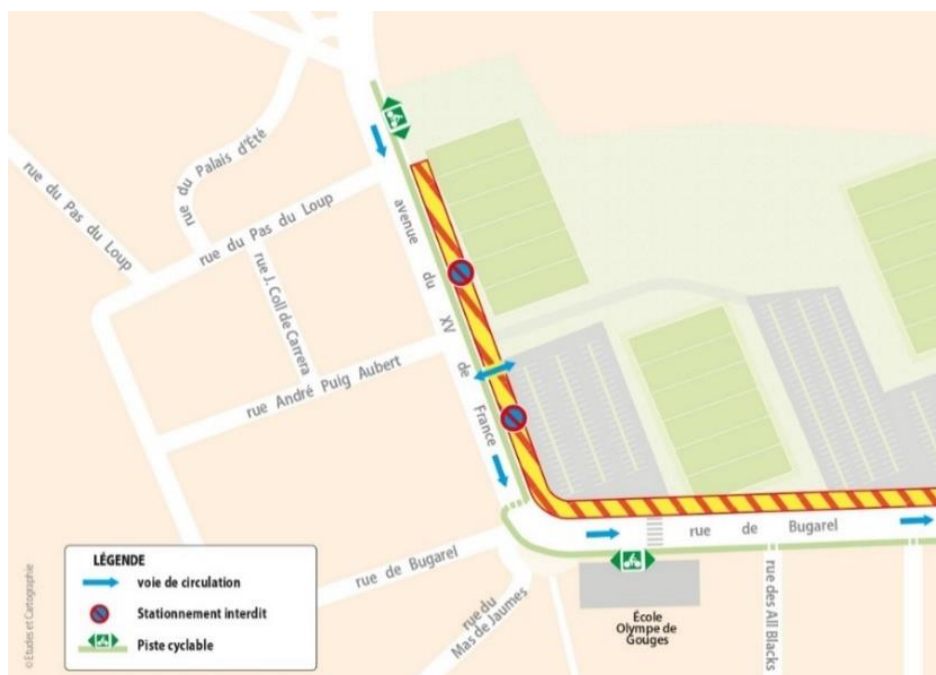 rue du Palais d'Été
rue du Pas du Loup
rue du Pas du Loup
rue J. Coll de Carrera
avenue du XV de France
rue André Puig Aubert
rue de Bugarel
rue de Bugarel
rue du
Mas de Jaumes
École
Olympe de
Gouges
rue des All Blacks
LÉGENDE
voie de circulation
Stationnement interdit
Piste cyclable
© Etudes et Cartographie